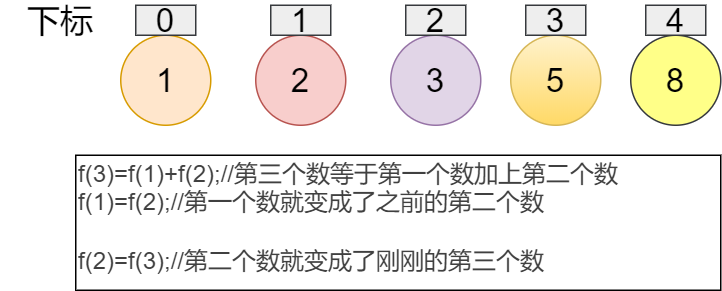 下标 0 1 2 3 4
1 2 3 5 8
f(3)=f(1)+f(2);//第三个数等于第一个数加上第二个数
f(1)=f(2);//第一个数就变成了之前的第二个数
f(2)=f(3);//第二个数就变成了刚刚的第三个数